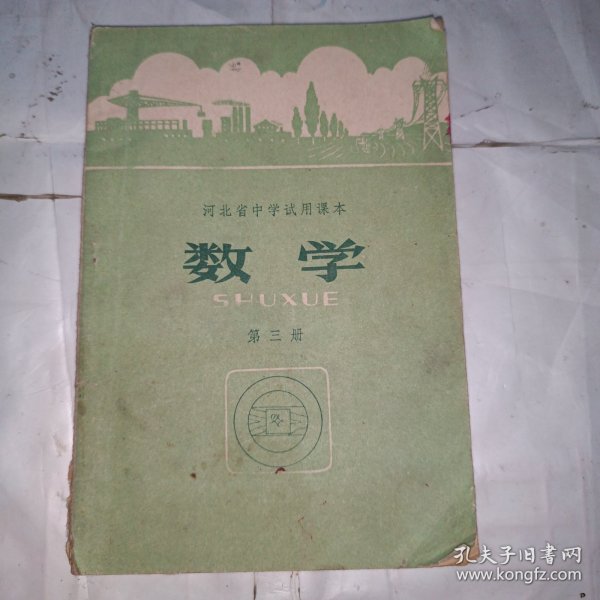 河北省中学试用课本
数学
SHUXUE
第三册
孔夫子旧书网
www.kongfz.com